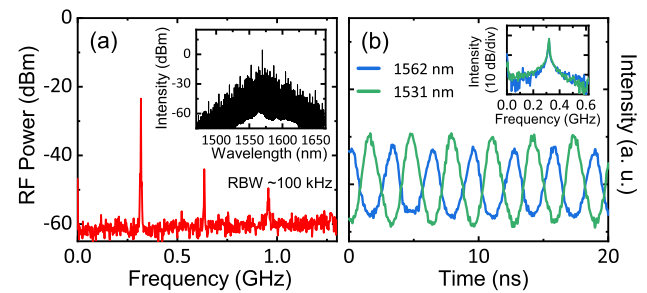 (a)
RF Power (dBm)
0
-20
-40
-60
0.0
0.5
1.0
Frequency (GHz)
RBW ~100 kHz
Intensity (dBm)
0
-30
-60
1500
1550
1600
1650
Wavelength (nm)
(b)
1562 nm
1531 nm
Intensity
(10 dB/div)
0.0
0.2
0.4
0.6
Frequency (GHz)
Intensity (a. u.)
0
10
20
Time (ns)